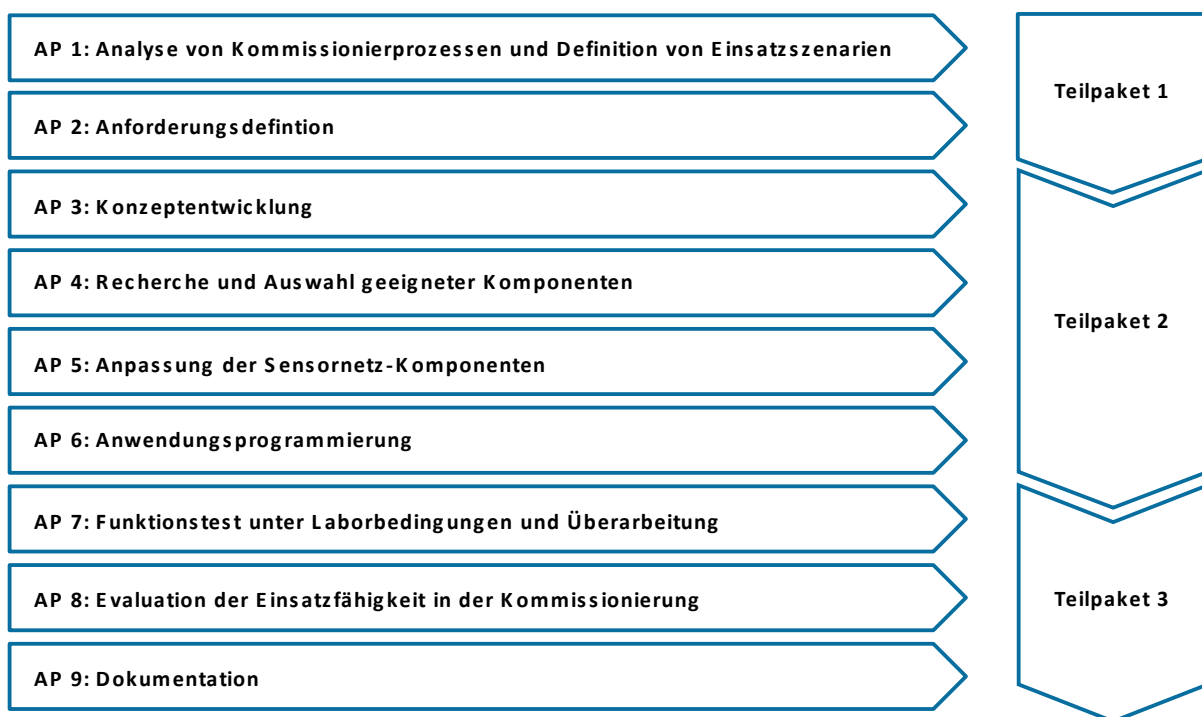 AP 1: Analyse von Kommissionierprozessen und Definition von Einsatzszenarien
AP 2: Anforderungsdefintion
Teilpaket 1
AP 3: Konzeptentwicklung
AP 4: Recherche und Auswahl geeigneter Komponenten
AP 5: Anpassung der Sensornetz-Komponenten
AP 6: Anwendungsprogrammierung
Teilpaket 2
AP 7: Funktionstest unter Laborbedingungen und Überarbeitung
AP 8: Evaluation der Einsatzfähigkeit in der Kommissionierung
AP 9: Dokumentation
Teilpaket 3